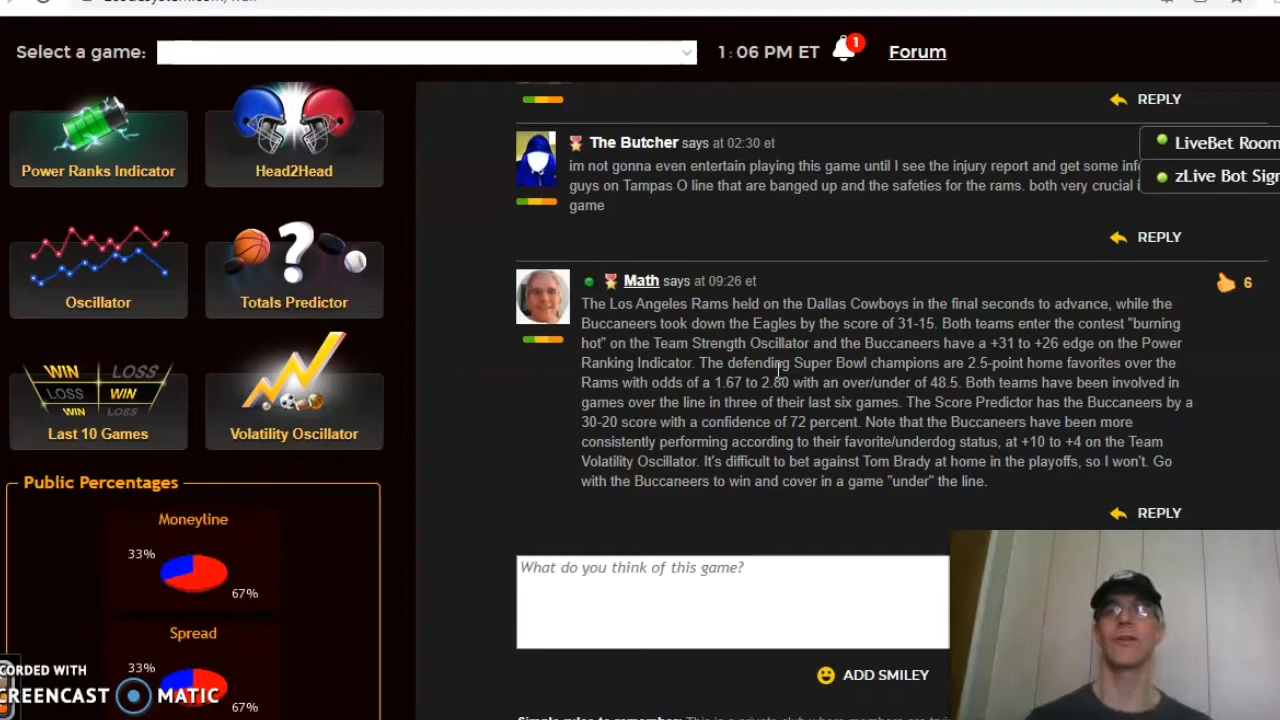 Select a game:
1:06 PM ET
1
Forum
Power Ranks Indicator
Head2Head
Oscillator
Totals Predictor
WIN LOSS
LOSS WIN
WIN LOSS
Last 10 Games
Volatility Oscillator
Public Percentages
Moneyline
33%
67%
Spread
33%
67%
RECORDED WITH
SCREENCAST MATIC
REPLY
The Butcher says at 02:30 et
im not gonna even entertain playing this game until I see the injury report and get some
guys on Tampas O line that are banged up and the safeties for the rams. both very crucial
game
LiveBet Room
zLive Bot
REPLY
Math says at 09:26 et
6
The Los Angeles Rams held on the Dallas Cowboys in the final seconds to advance, while the
Buccaneers took down the Eagles by the score of 31-15. Both teams enter the contest "burning
hot" on the Team Strength Oscillator and the Buccaneers have a +31 to +26 edge on the Power
Ranking Indicator. The defending Super Bowl champions are 2.5-point home favorites over the
Rams with odds of a 1.67 to 2.80 with an over/under of 48.5. Both teams have been involved in
games over the line in three of their last six games. The Score Predictor has the Buccaneers by a
30-20 score with a confidence of 72 percent. Note that the Buccaneers have been more
consistently performing according to their favorite/underdog status, at +10 to +4 on the Team
Volatility Oscillator. It's difficult to bet against Tom Brady at home in the playoffs, so I won't. Go
with the Buccaneers to win and cover in a game "under" the line.
REPLY
What do you think of this game?
ADD SMILEY